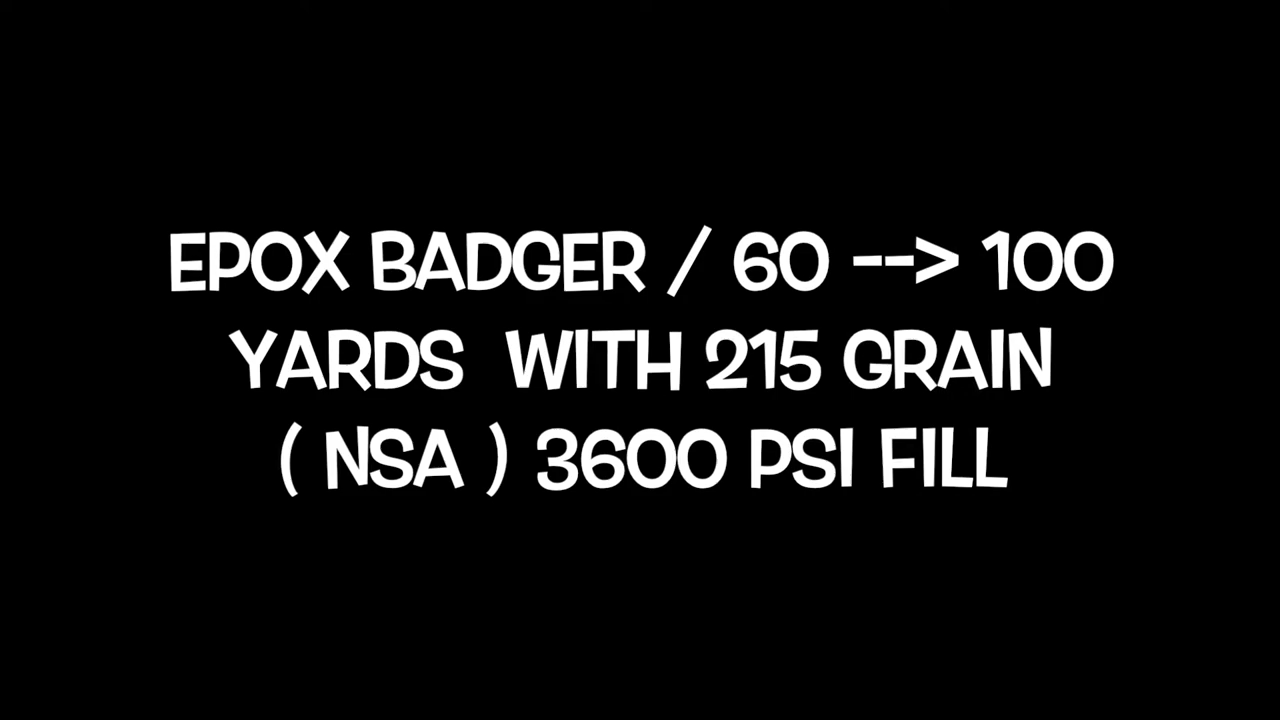 EPOX BADGER / 60 --> 100
YARDS  WITH 215 GRAIN
( NSA ) 3600 PSI FILL